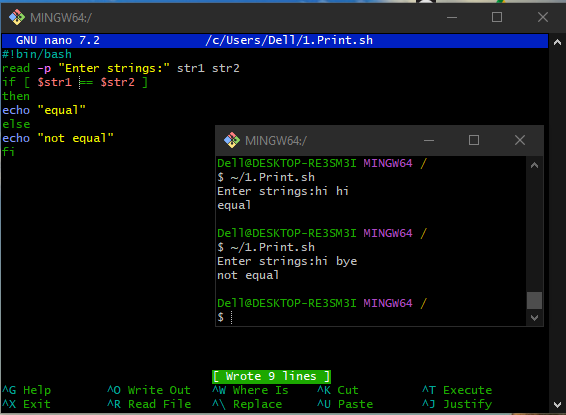 MINGW64:/
GNU nano 7.2 /c/Users/Dell/1.Print.sh
#!bin/bash
read -p "Enter strings:" str1 str2
if [ $str1 == $str2 ]
then
echo "equal"
else
echo "not equal"
fi
MINGW64:/
Dell@DESKTOP-RE3SM3I MINGW64 /
$ ~/1.Print.sh
Enter strings:hi hi
equal
Dell@DESKTOP-RE3SM3I MINGW64 /
$ ~/1.Print.sh
Enter strings:hi bye
not equal
Dell@DESKTOP-RE3SM3I MINGW64 /
$
[ Wrote 9 lines ]
^G Help ^O Write Out ^W Where Is ^K Cut ^T Execute
^X Exit ^R Read File ^\ Replace ^U Paste ^J Justify